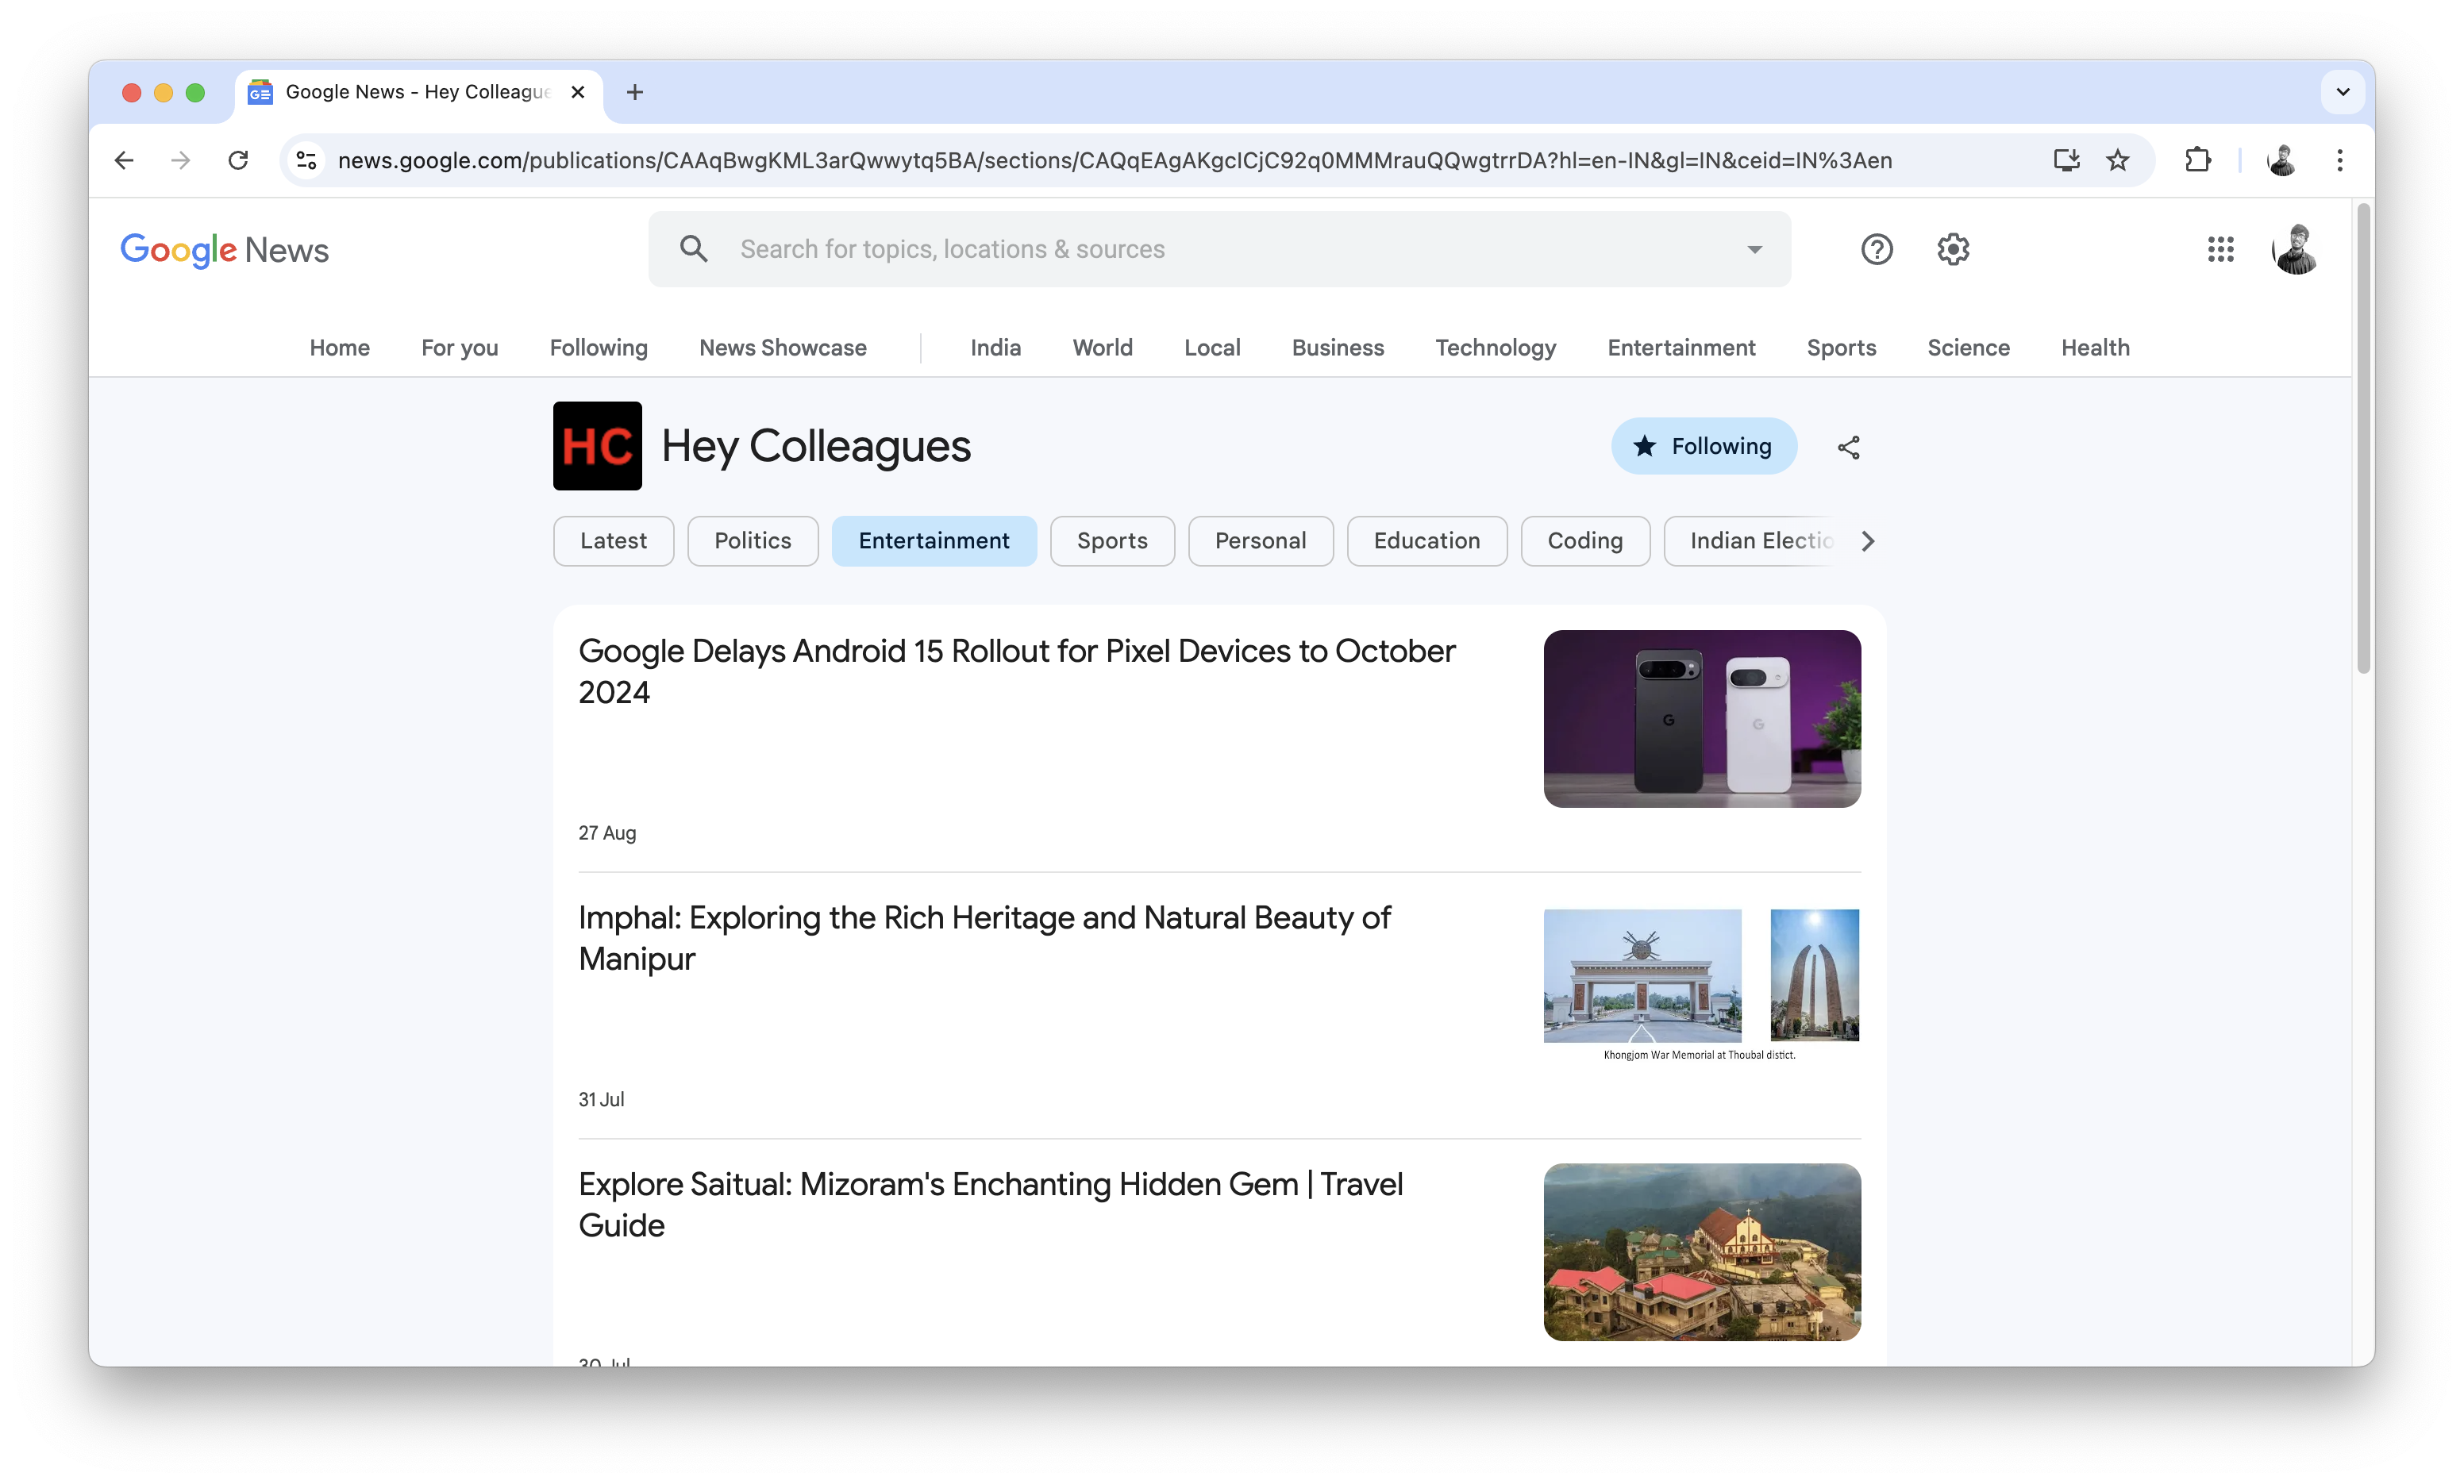 Google News - Hey Colleague
news.google.com/publications/CAAqBwgKML3arQwwytq5BA/sections/CAQqEAgAKgcICjC92q0MMMrauQQwgtrrDA?hl=en-IN&gl=IN&ceid=IN%3Aen
Google News
Search for topics, locations & sources
Home For you Following News Showcase India World Local Business Technology Entertainment Sports Science Health
HC Hey Colleagues Following
Latest Politics Entertainment Sports Personal Education Coding Indian Electio
Google Delays Android 15 Rollout for Pixel Devices to October
2024
27 Aug
Imphal: Exploring the Rich Heritage and Natural Beauty of
Manipur
Khongjom War Memorial at Thoubal distict.
31 Jul
Explore Saitual: Mizoram's Enchanting Hidden Gem | Travel
Guide
30 Jul